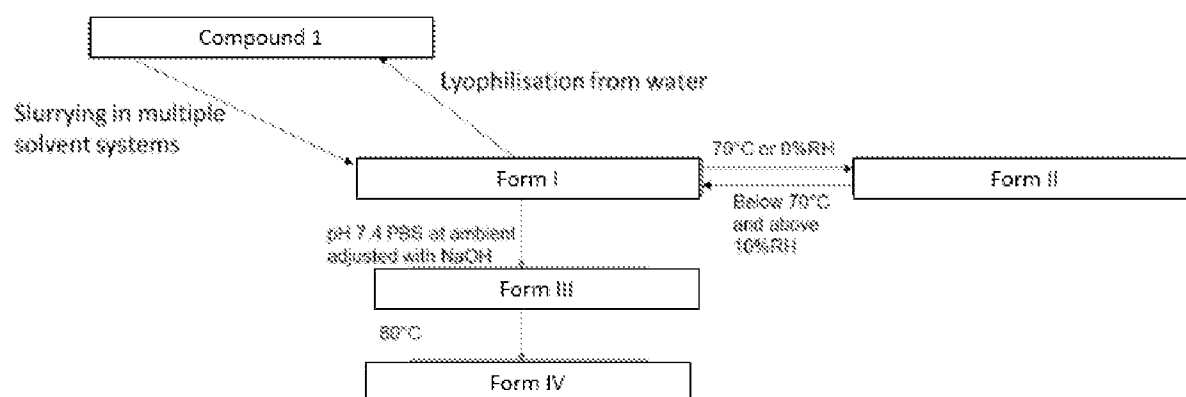 Compound 1
Lyophilisation from water
Slurrying in multiple
solvent systems
70°C or 0%RH
Form I
Form II
Below 70°C
and above
10%RH
pH 7.4 PBS at ambient
adjusted with NaOH
Form III
80°C
Form IV